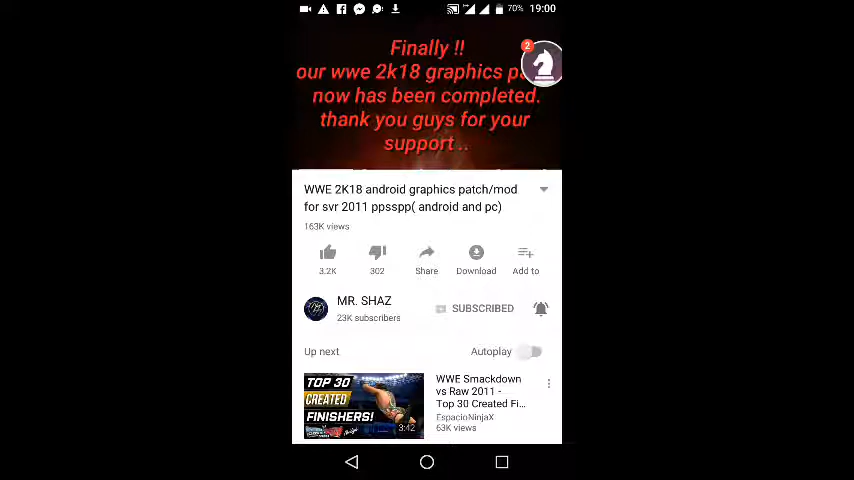 70% 19:00
2
Finally !!
our wwe 2k18 graphics
now has been completed.
thank you guys for your
support ..
WWE 2K18 android graphics patch/mod
for svr 2011 ppsspp( android and pc)
163K views
3.2K 302 Share Download Add to
MR. SHAZ
23K subscribers
SUBSCRIBED
Up next Autoplay
TOP 30
CREATED
FINISHERS!
3:42
WWE Smackdown
vs Raw 2011 -
Top 30 Created Fi...
EspacioNinjaX
63K views